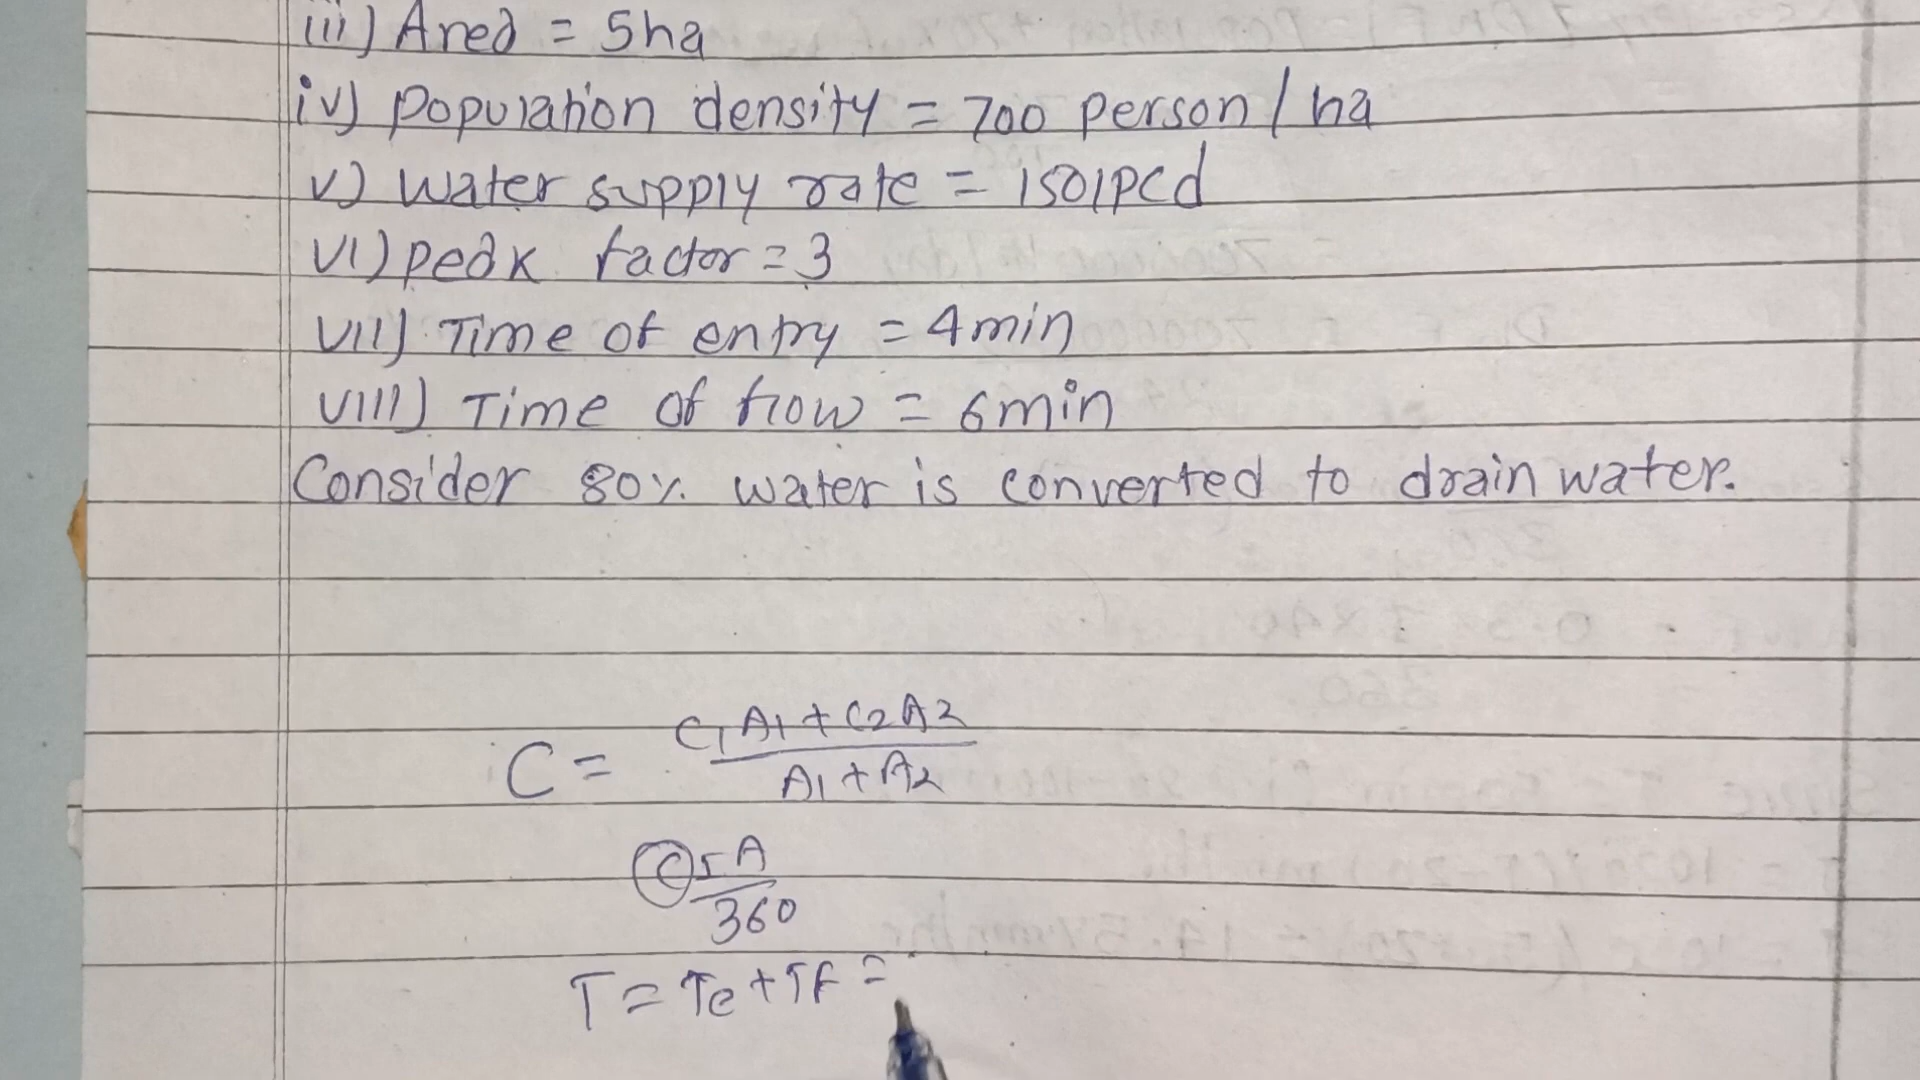 iii) Area = 5ha
iv) Population density = 700 person / ha
v) Water supply rate = 150lpcd
vi) peak factor = 3
vii) Time of entry = 4min
viii) Time of flow = 6min
Consider 80% water is converted to drain water.
C = C1A1 + C2A2
A1 + A2
CIA
360
T = Te + Tf =